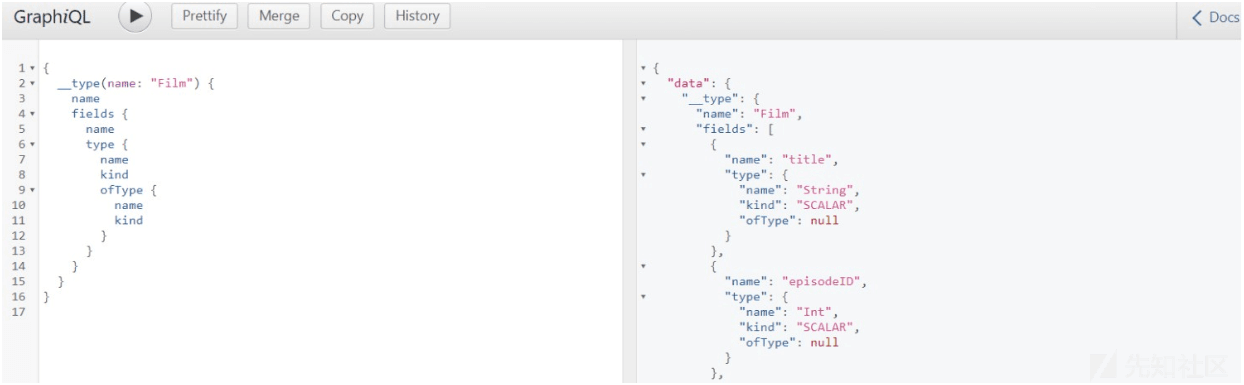 GraphiQL Prettify Merge Copy History Docs
1 {
2 __type(name: "Film") {
3 name
4 fields {
5 name
6 type {
7 name
8 kind
9 ofType {
10 name
11 kind
12 }
13 }
14 }
15 }
16 }
17
{
"data": {
"__type": {
"name": "Film",
"fields": [
{
"name": "title",
"type": {
"name": "String",
"kind": "SCALAR",
"ofType": null
}
},
{
"name": "episodeID",
"type": {
"name": "Int",
"kind": "SCALAR",
"ofType": null
}
},
先知社区